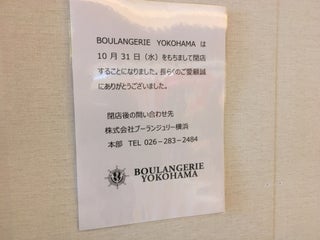 BOULANGERIE YOKOHAMA は
10 月 31 日（水）をもちまして閉店
することになりました。長らくのご愛顧誠
にありがとうございました。
閉店後の問い合わせ先
株式会社ブーランジュリー横浜
本部 TEL 026-283-2484
BOULANGERIE
YOKOHAMA